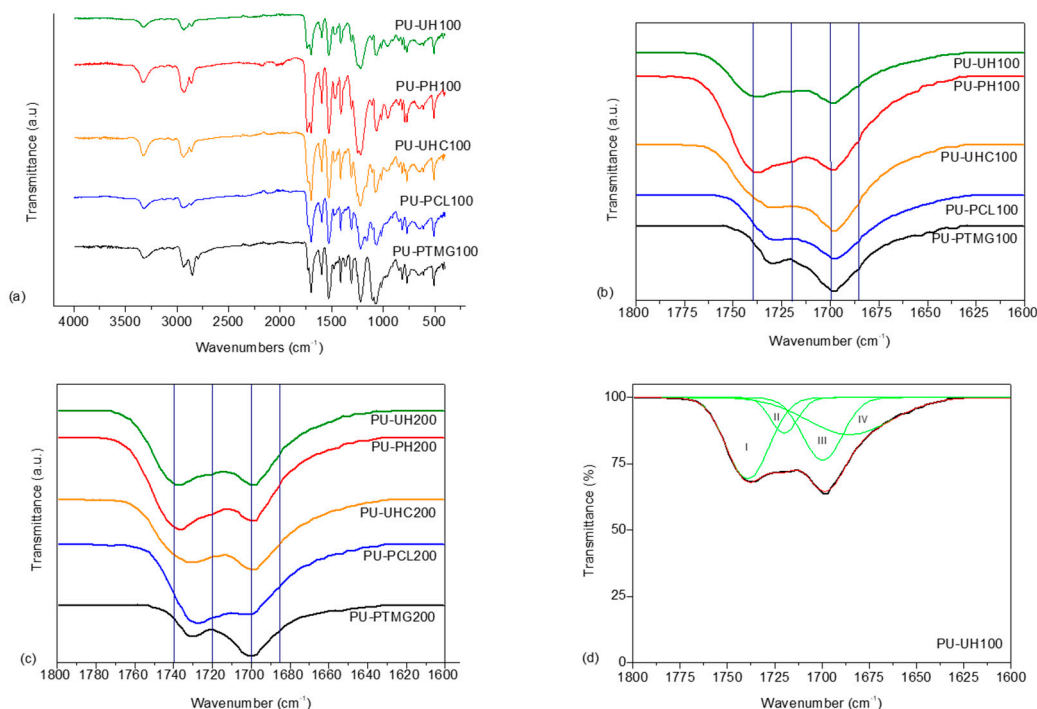 PU-UH100
PU-PH100
PU-UHC100
PU-PCL100
PU-PTMG100
Transmittance (a.u)
(a)
4000 3500 3000 2500 2000 1500 1000 500
Wavenumbers (cm⁻¹)
PU-UH100
PU-PH100
PU-UHC100
PU-PCL100
PU-PTMG100
Transmittance (a.u.)
(b)
1800 1775 1750 1725 1700 1675 1650 1625 1600
Wavenumber (cm⁻¹)
PU-UH200
PU-PH200
PU-UHC200
PU-PCL200
PU-PTMG200
Transmittance (a.u.)
(c)
1800 1780 1760 1740 1720 1700 1680 1660 1640 1620 1600
Wavenumber (cm⁻¹)
100
75
50
25
0
Transmittance (%)
I
II
III
IV
PU-UH100
(d)
1800 1775 1750 1725 1700 1675 1650 1625 1600
Wavenumber (cm⁻¹)